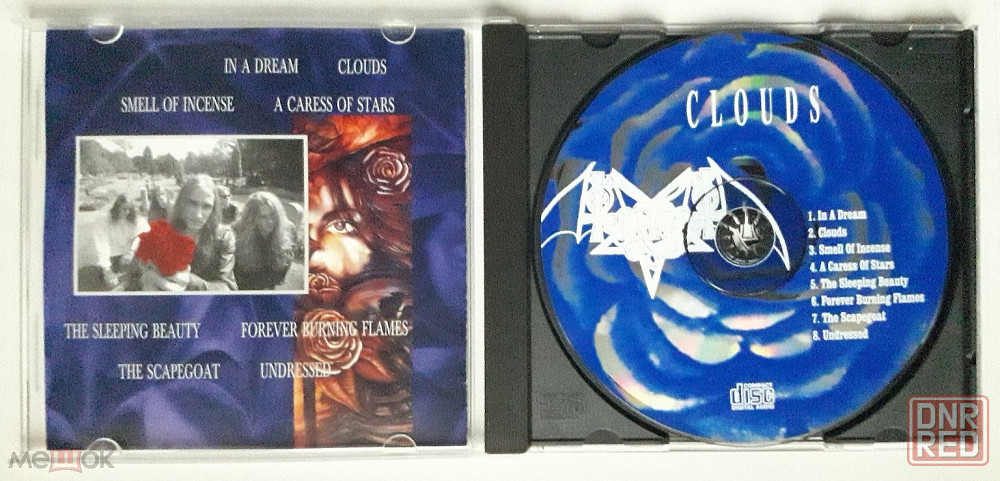 IN A DREAM CLOUDS
SMELL OF INCENSE A CARESS OF STARS
THE SLEEPING BEAUTY FOREVER BURNING FLAMES
THE SCAPEGOAT UNDRESSED
CLOUDS
1. In A Dream
2. Clouds
3. Smell Of Incense
4. A Caress Of Stars
5. The Sleeping Beauty
6. Forever Burning Flames
7. The Scapegoat
8. Undressed
COMPACT
disc
DIGITAL AUDIO
мешок
DNR
RED